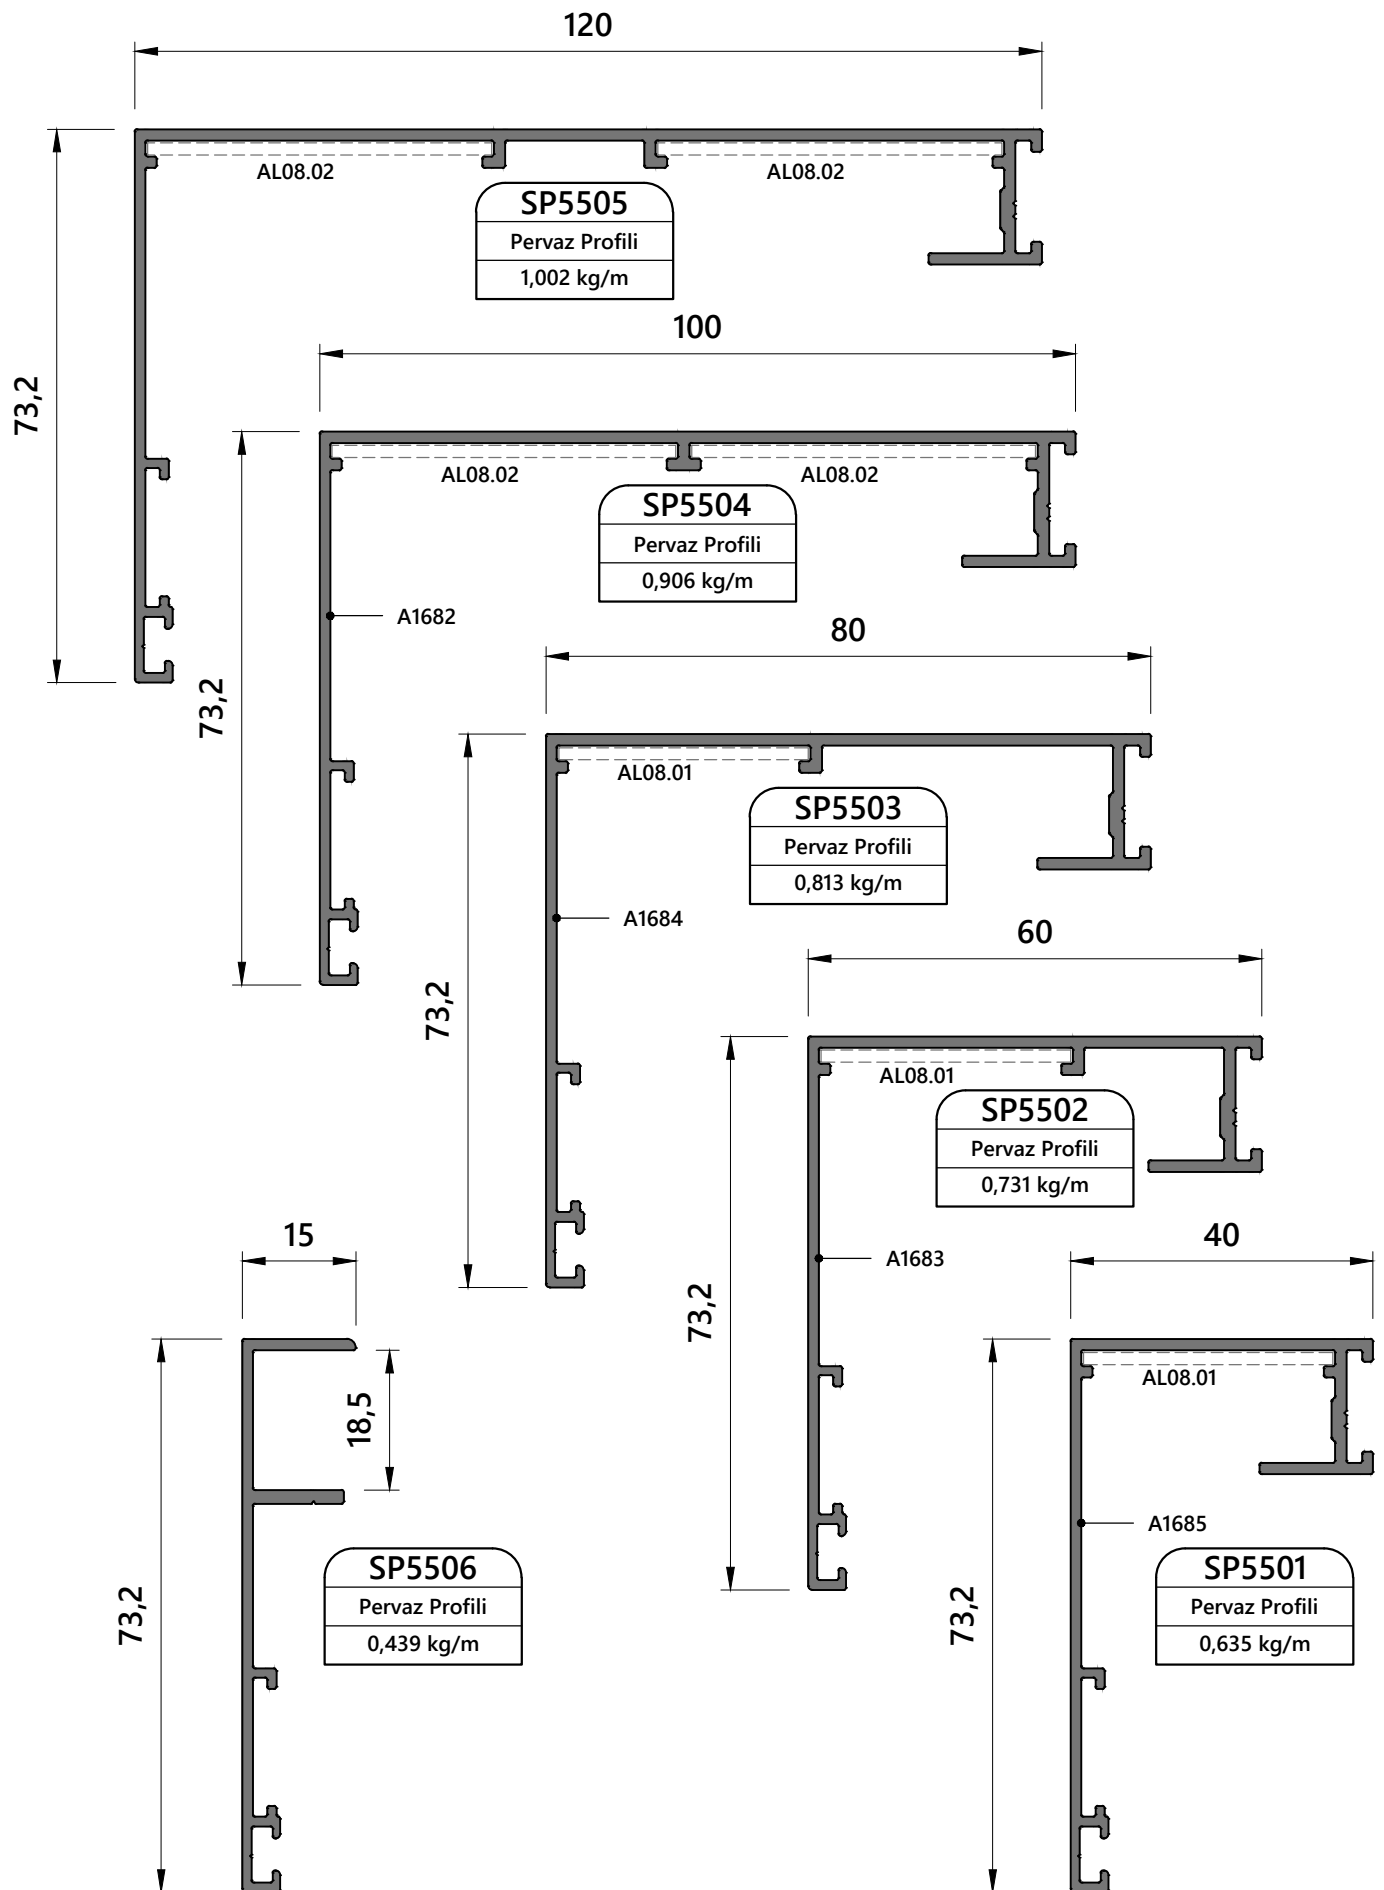 120
AL08.02
AL08.02
SP5505
Pervaz Profili
1,002 kg/m
73,2
100
AL08.02
AL08.02
SP5504
Pervaz Profili
0,906 kg/m
A1682
73,2
80
AL08.01
SP5503
Pervaz Profili
0,813 kg/m
A1684
73,2
60
AL08.01
SP5502
Pervaz Profili
0,731 kg/m
A1683
73,2
15
18,5
SP5506
Pervaz Profili
0,439 kg/m
73,2
40
AL08.01
A1685
SP5501
Pervaz Profili
0,635 kg/m
73,2